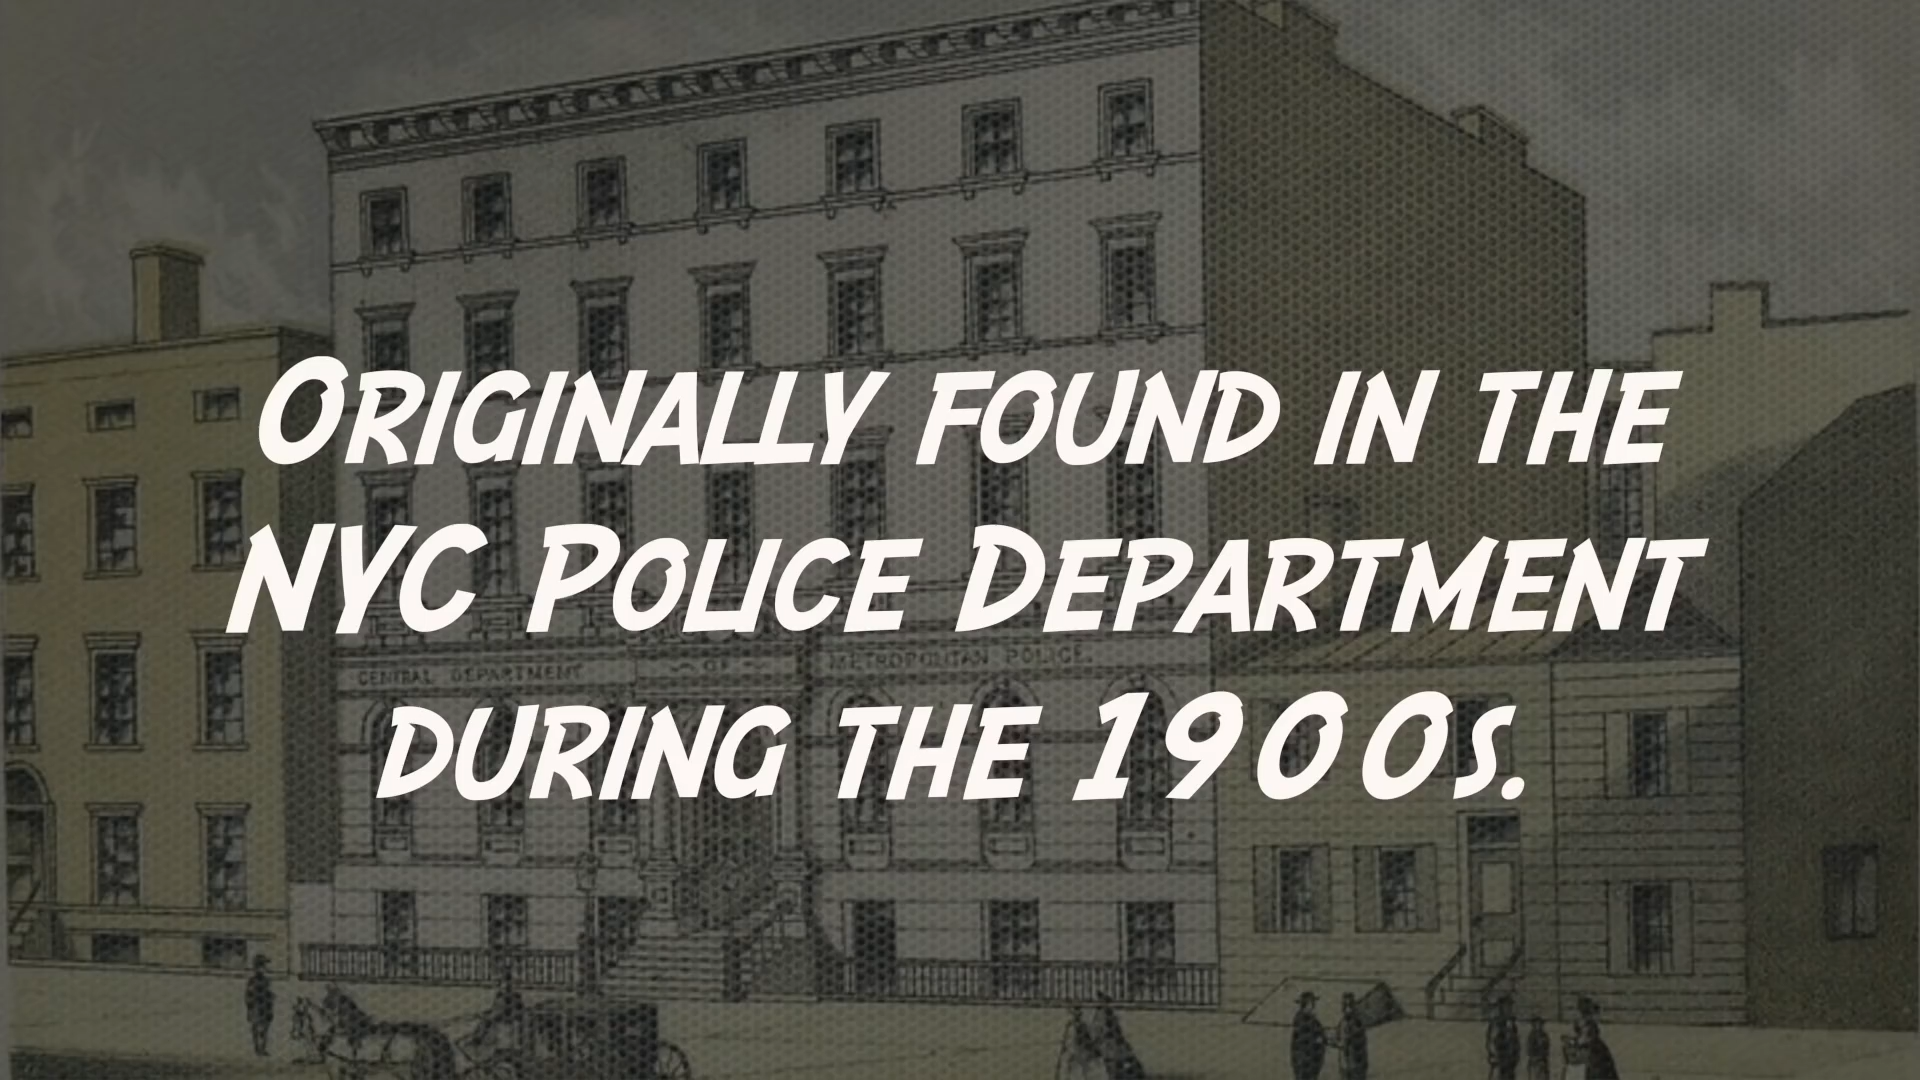 Originally found in the
NYC Police Department
during the 1900s.
CENTRAL DEPARTMENT OF METROPOLITAN POLICE.